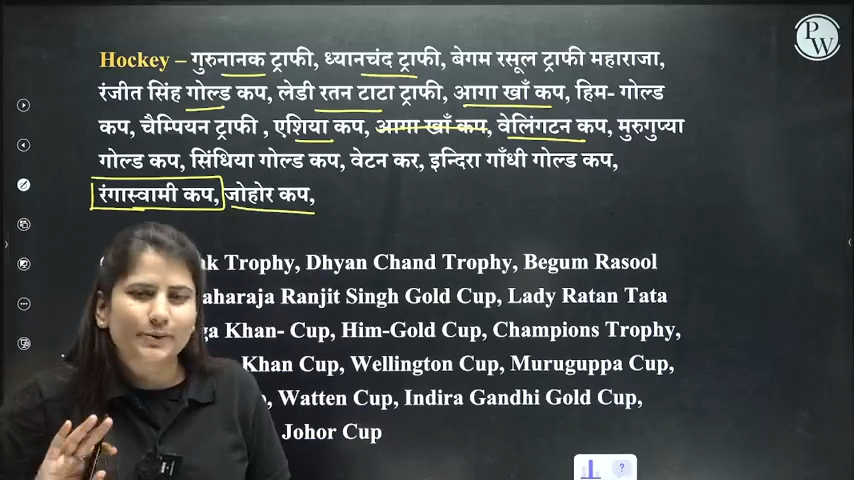 PW
Hockey – गुरुनानक ट्राफी, ध्यानचंद ट्राफी, बेगम रसूल ट्राफी महाराजा,
रंजीत सिंह गोल्ड कप, लेडी रतन टाटा ट्राफी, आगा खाँ कप, हिम- गोल्ड
कप, चैम्पियन ट्राफी , एशिया कप, आगा खाँ कप, वेलिंगटन कप, मुरुगुप्या
गोल्ड कप, सिंधिया गोल्ड कप, वेटन कर, इन्दिरा गाँधी गोल्ड कप,
रंगास्वामी कप, जोहोर कप,
Trophy, Dhyan Chand Trophy, Begum Rasool
Ranjit Singh Gold Cup, Lady Ratan Tata
Khan- Cup, Him-Gold Cup, Champions Trophy,
Khan Cup, Wellington Cup, Muruguppa Cup,
Watten Cup, Indira Gandhi Gold Cup,
Johor Cup